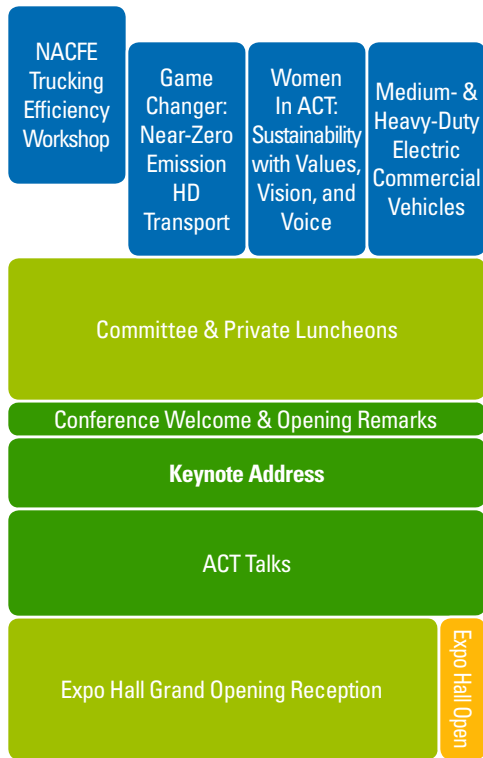 NACFE
Trucking
Efficiency
Workshop
Game
Changer:
Near-Zero
Emission
HD
Transport
Women
In ACT:
Sustainability
with Values,
Vision, and
Voice
Medium- &
Heavy-Duty
Electric
Commercial
Vehicles
Committee & Private Luncheons
Conference Welcome & Opening Remarks
Keynote Address
ACT Talks
Expo Hall Grand Opening Reception
Expo Hall Open